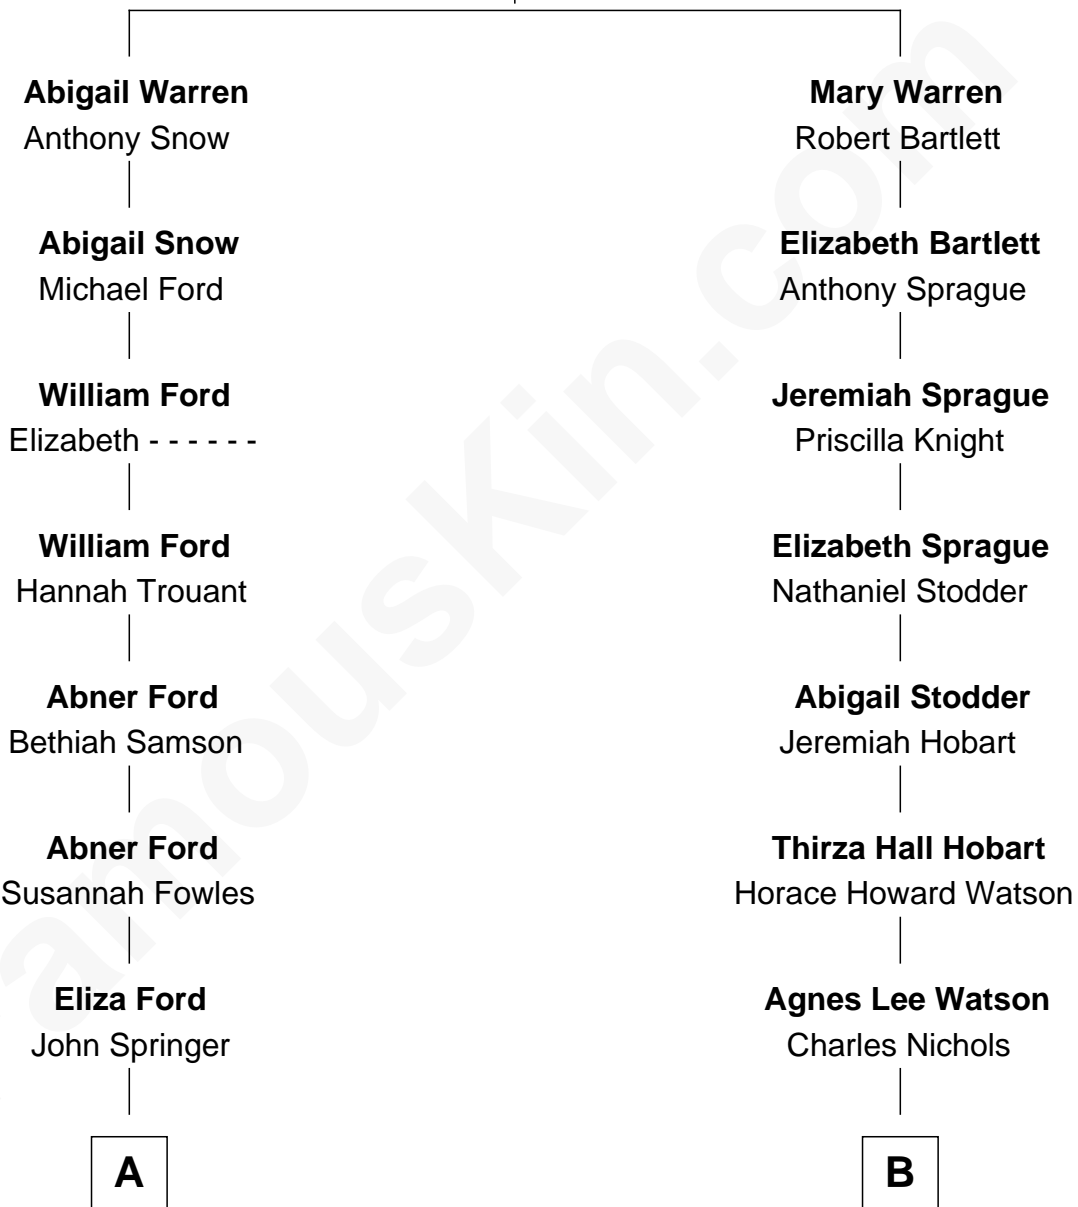 Abigail Warren
Anthony Snow
Mary Warren
Robert Bartlett
Abigail Snow
Michael Ford
Elizabeth Bartlett
Anthony Sprague
William Ford
Elizabeth - - - - - -
Jeremiah Sprague
Priscilla Knight
William Ford
Hannah Trouant
Elizabeth Sprague
Nathaniel Stodder
Abner Ford
Bethiah Samson
Abigail Stodder
Jeremiah Hobart
Abner Ford
Susannah Fowles
Thirza Hall Hobart
Horace Howard Watson
Eliza Ford
John Springer
Agnes Lee Watson
Charles Nichols
A
B
amouskin.com